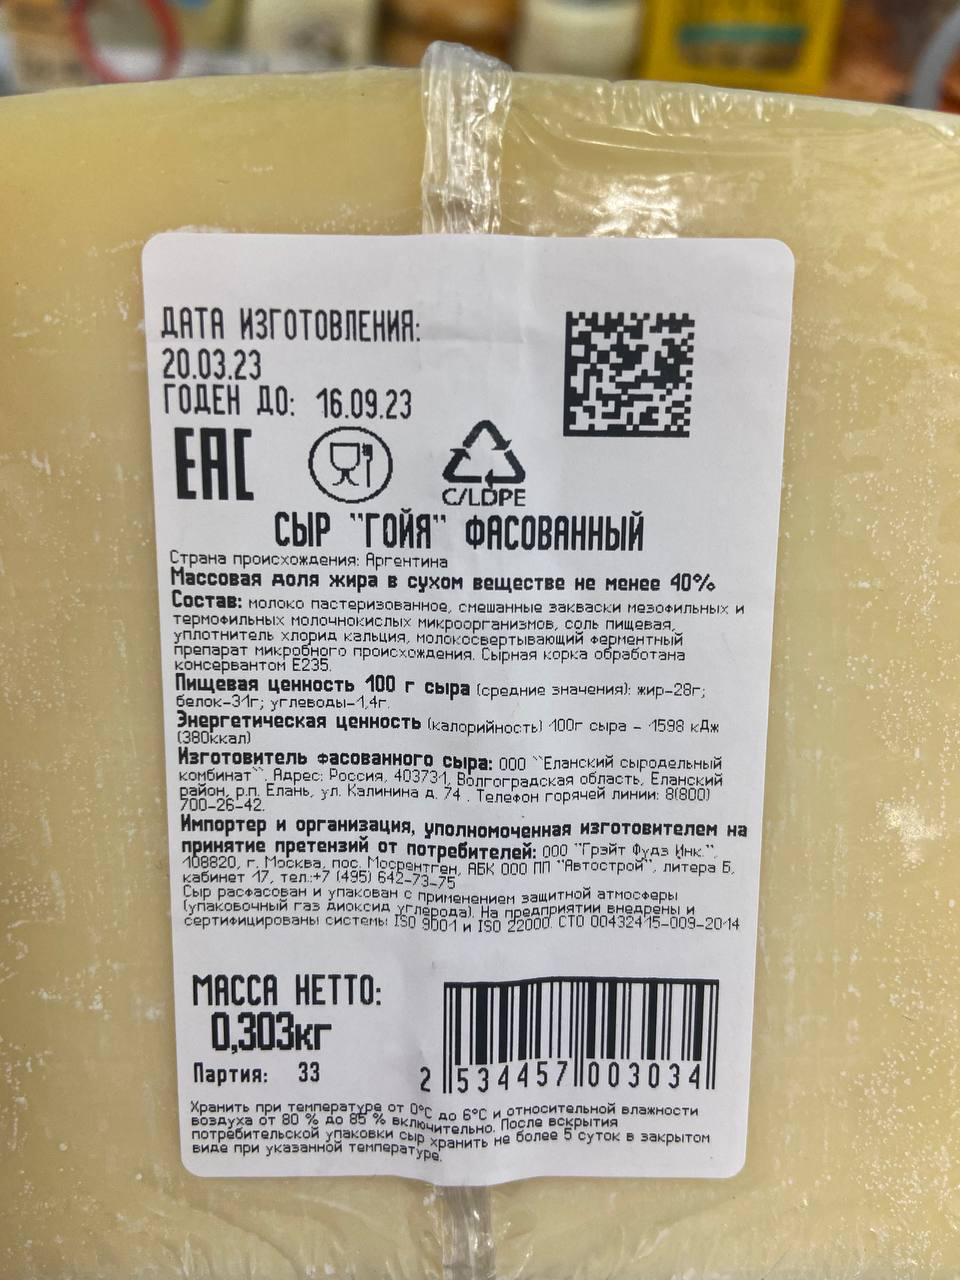 ДАТА ИЗГОТОВЛЕНИЯ:
20.03.23
ГОДЕН ДО: 16.09.23
EAC
C/LDPE
СЫР "ГОЙЯ" ФАСОВАННЫЙ
Страна происхождения: Аргентина
Массовая доля жира в сухом веществе не менее 40%
Состав: молоко пастеризованное, смешанные закваски мезофильных и
термофильных молочнокислых микроорганизмов, соль пищевая,
уплотнитель хлорид кальция, молокосвертывающий ферментный
препарат микробного происхождения. Сырная корка обработана
консервантом Е235.
Пищевая ценность 100 г сыра (средние значения): жир-28г;
белок-31г; углеводы-1,4г.
Энергетическая ценность (калорийность) 100г сыра - 1598 кДж
(380ккал)
Изготовитель фасованного сыра: ООО ``Еланский сыродельный
комбинат``. Адрес: Россия, 403731, Волгоградская область, Еланский
район, р.п. Елань, ул. Калинина д. 74 . Телефон горячей линии: 8(800)
700-26-42.
Импортер и организация, уполномоченная изготовителем на
принятие претензий от потребителей: ООО "Грэйт Фудз Инк.",
108820, г. Москва, пос. Мосрентген, АБК ООО ПП "Автострой", литера Б,
кабинет 17, тел.:+7 (495) 642-73-75
Сыр расфасован и упакован с применением защитной атмосферы
(упаковочный газ диоксид углерода). На предприятии внедрены и
сертифицированы системы ISO 9001 и ISO 22000. СТО 00432415-009-2014
МАССА НЕТТО:
0,303кг
Партия: 33
2 534457 003034
Хранить при температуре от 0°С до 6°С и относительной влажности
воздуха от 80 % до 85 % включительно. После вскрытия
потребительской упаковки сыр хранить не более 5 суток в закрытом
виде при указанной температуре.